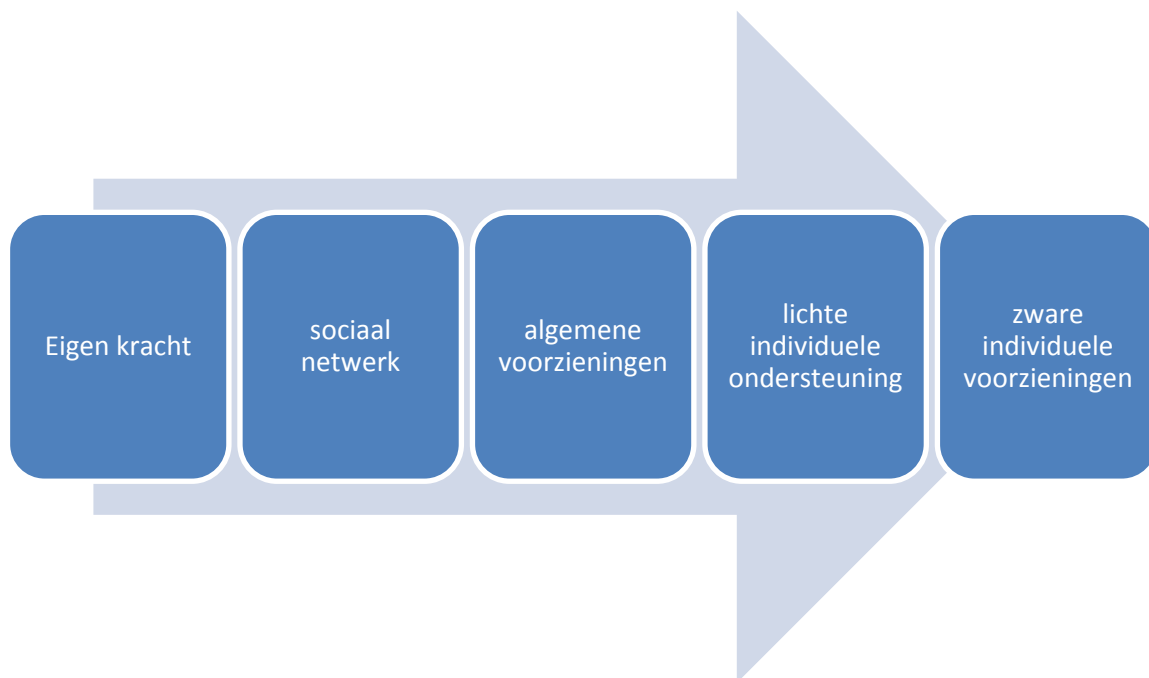 Eigen kracht
sociaal
netwerk
algemene
voorzieningen
lichte
individuele
ondersteuning
zware
individuele
voorzieningen